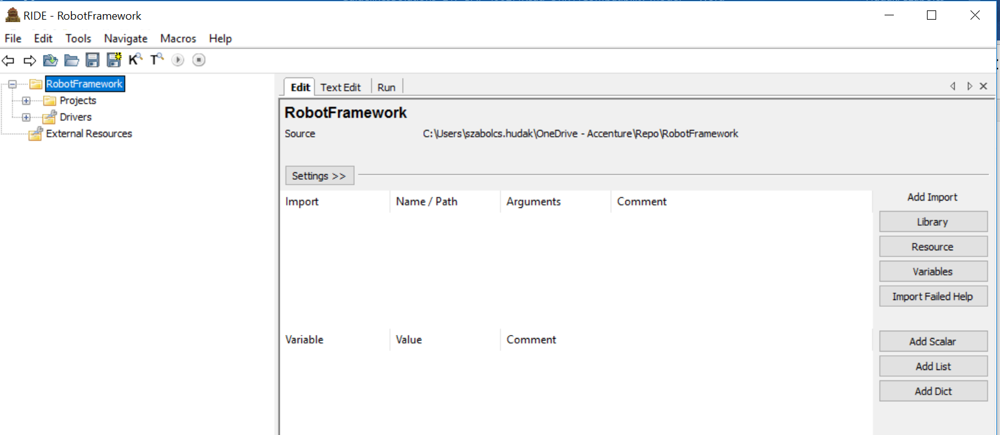 RIDE - RobotFramework
File Edit Tools Navigate Macros Help
K T
RobotFramework
Projects
Drivers
External Resources
Edit Text Edit Run
RobotFramework
Source C:\Users\szabolcs.hudak\OneDrive - Accenture\Repo\RobotFramework
Settings >>
Import Name / Path Arguments Comment
Add Import
Library
Resource
Variables
Import Failed Help
Variable Value Comment
Add Scalar
Add List
Add Dict